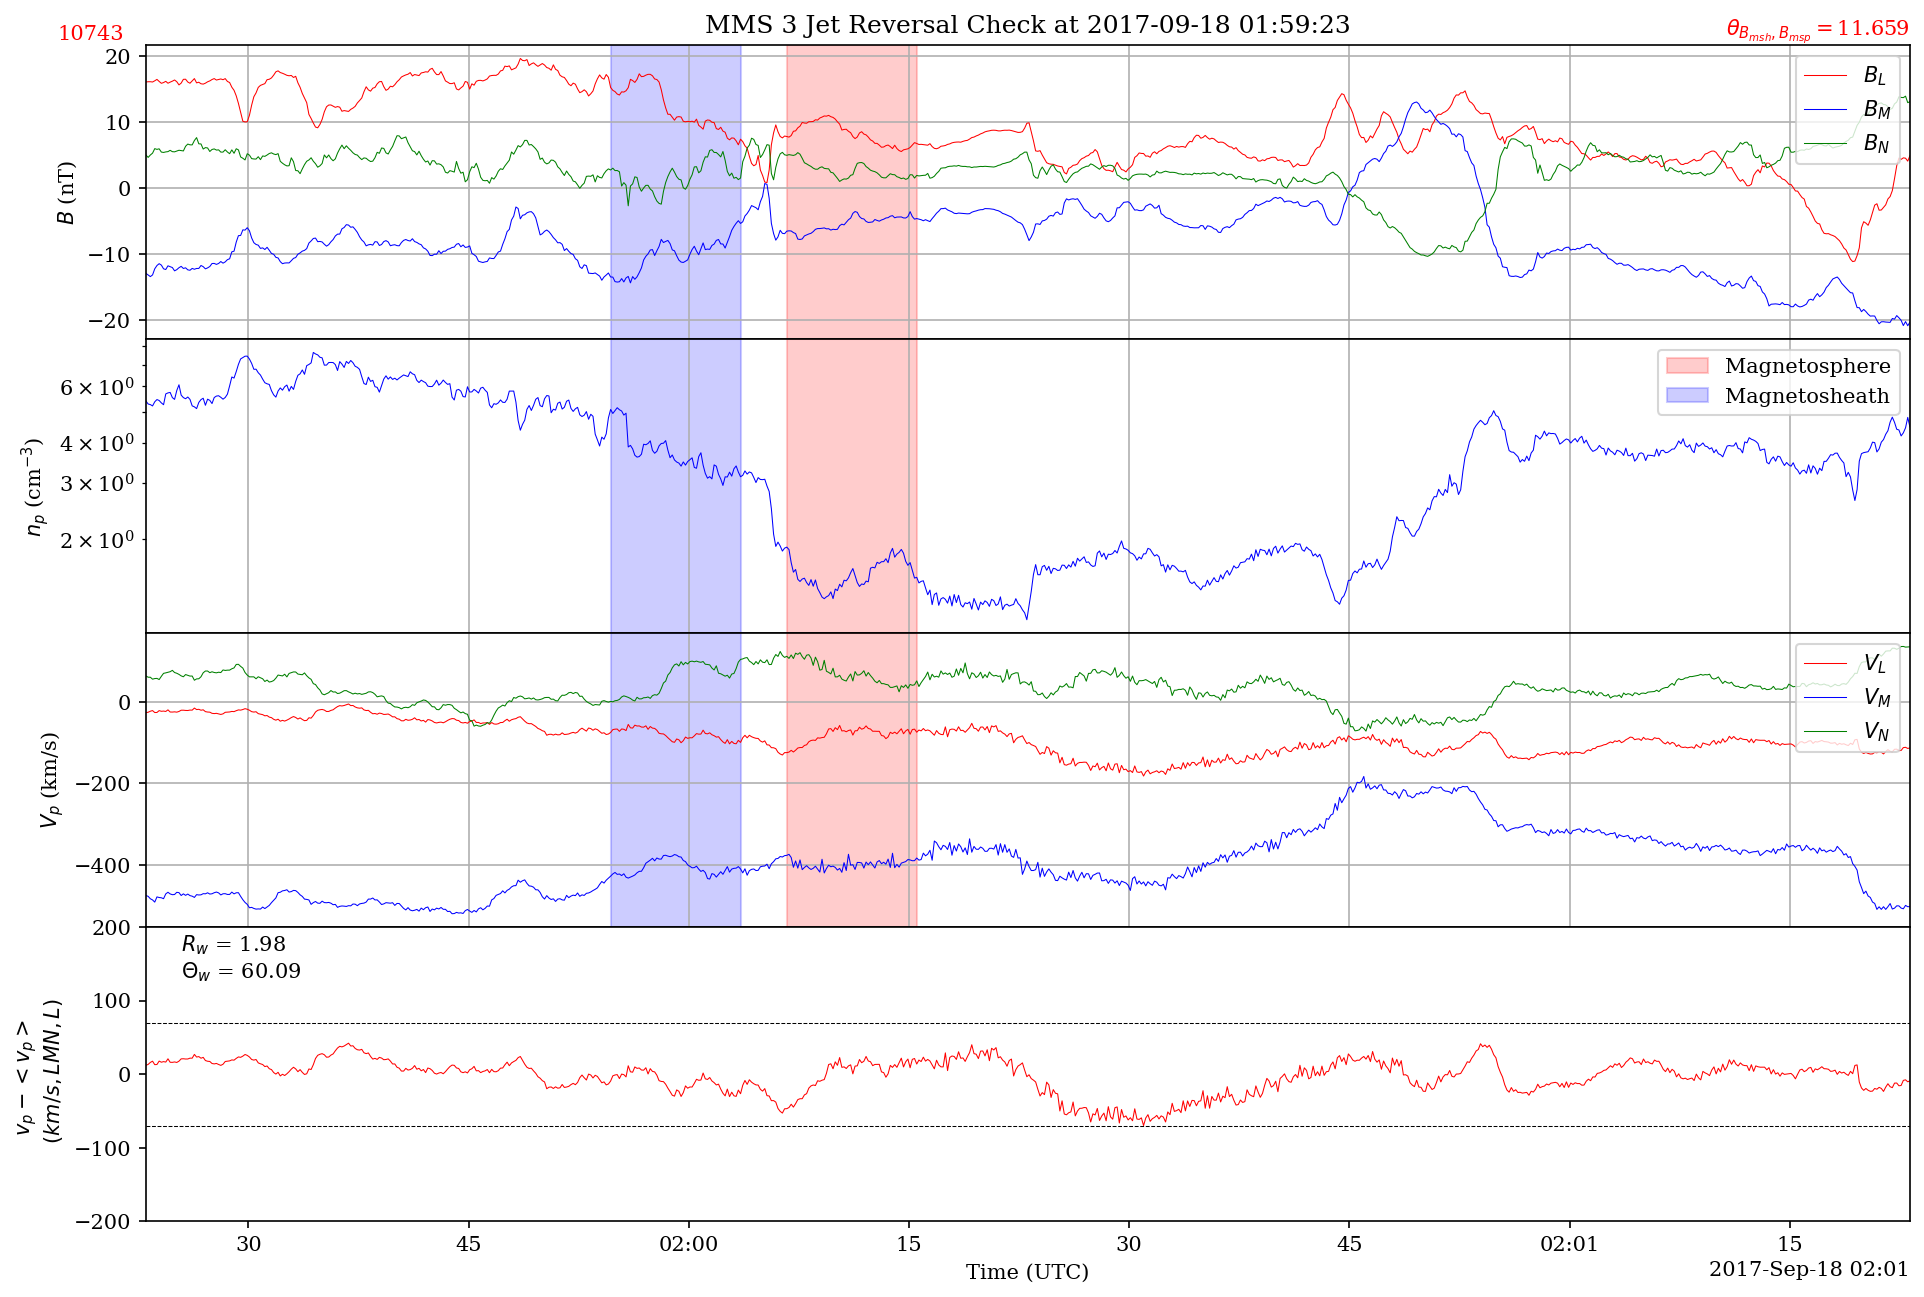 MMS 3 Jet Reversal Check at 2017-09-18 01:59:23
10743
θ_{B_{msh}, B_{msp}} = 11.659
20
10
0
−10
−20
B (nT)
B_L
B_M
B_N
6 × 10^0
4 × 10^0
3 × 10^0
2 × 10^0
n_p (cm^{−3})
Magnetosphere
Magnetosheath
0
−200
−400
V_p (km/s)
V_L
V_M
V_N
200
100
0
−100
−200
v_p − < v_p >
(km/s, LMN, L)
R_w = 1.98
Θ_w = 60.09
30 45 02:00 15 30 45 02:01 15
Time (UTC)
2017-Sep-18 02:01